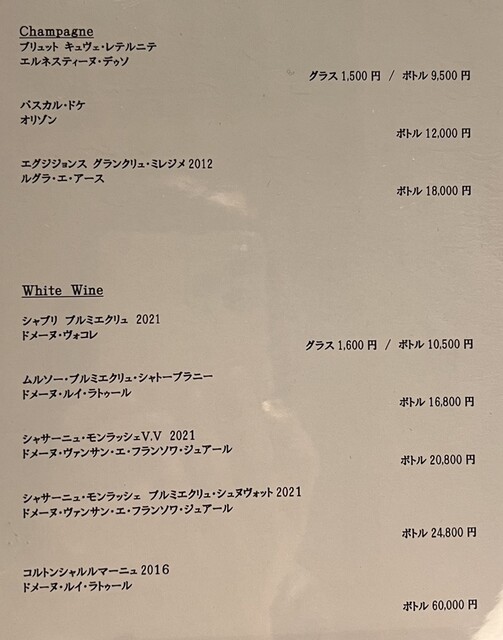 Champagne
ブリュット キュヴェ・レテルニテ
エルネスティーヌ・デゥソ
グラス 1,500 円 / ボトル 9,500 円
パスカル・ドケ
オリゾン
ボトル 12,000 円
エグジジョンス グランクリュ・ミレジメ 2012
ルグラ・エ・アース
ボトル 18,000 円
White Wine
シャブリ プルミエクリュ 2021
ドメーヌ・ヴォコレ
グラス 1,600 円 / ボトル 10,500 円
ムルソー・プルミエクリュ・シャトーブラニー
ドメーヌ・ルイ・ラトゥール
ボトル 16,800 円
シャサーニュ・モンラッシェV.V 2021
ドメーヌ・ヴァンサン・エ・フランソワ・ジュアール
ボトル 20,800 円
シャサーニュ・モンラッシェ プルミエクリュ・シュヌヴォット 2021
ドメーヌ・ヴァンサン・エ・フランソワ・ジュアール
ボトル 24,800 円
コルトンシャルルマーニュ 2016
ドメーヌ・ルイ・ラトゥール
ボトル 60,000 円